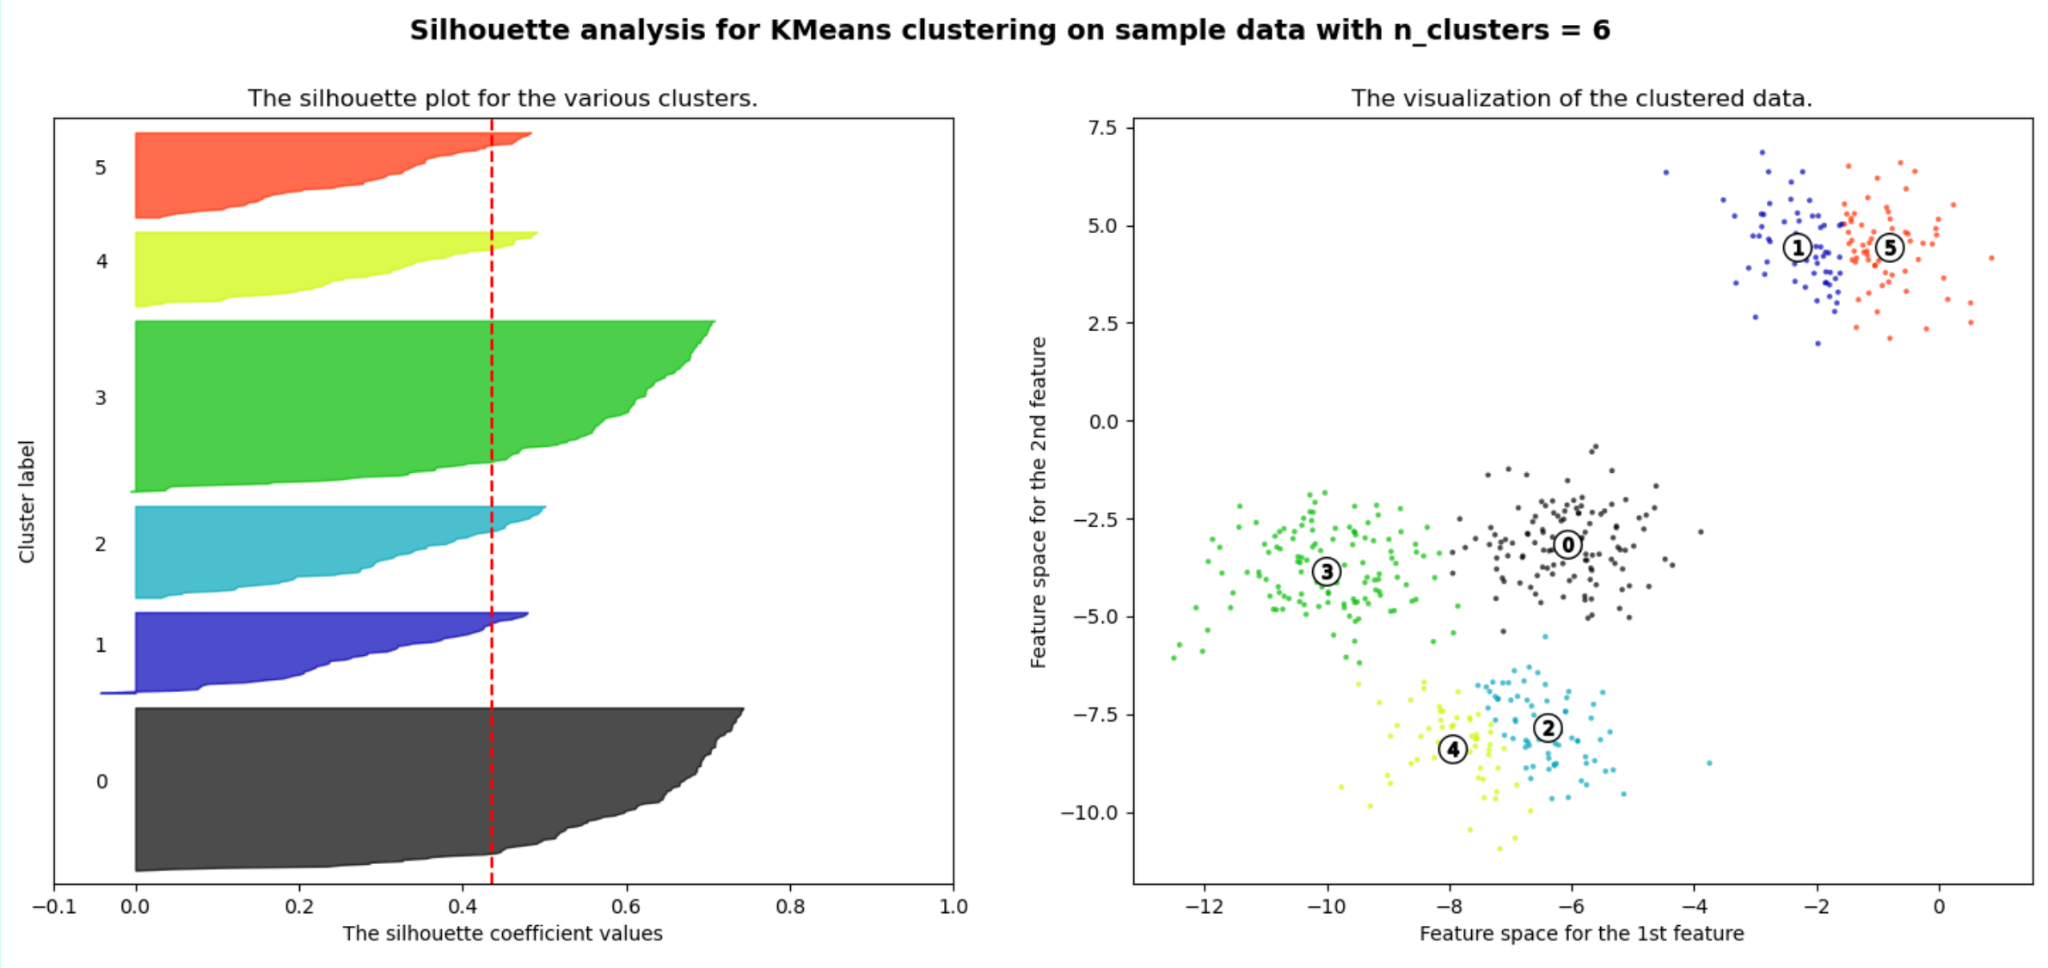 Silhouette analysis for KMeans clustering on sample data with n_clusters = 6
The silhouette plot for the various clusters.
Cluster label
5
4
3
2
1
0
−0.1 0.0 0.2 0.4 0.6 0.8 1.0
The silhouette coefficient values
The visualization of the clustered data.
Feature space for the 2nd feature
7.5
5.0
2.5
0.0
−2.5
−5.0
−7.5
−10.0
1 5
0
3
2
4
−12 −10 −8 −6 −4 −2 0
Feature space for the 1st feature